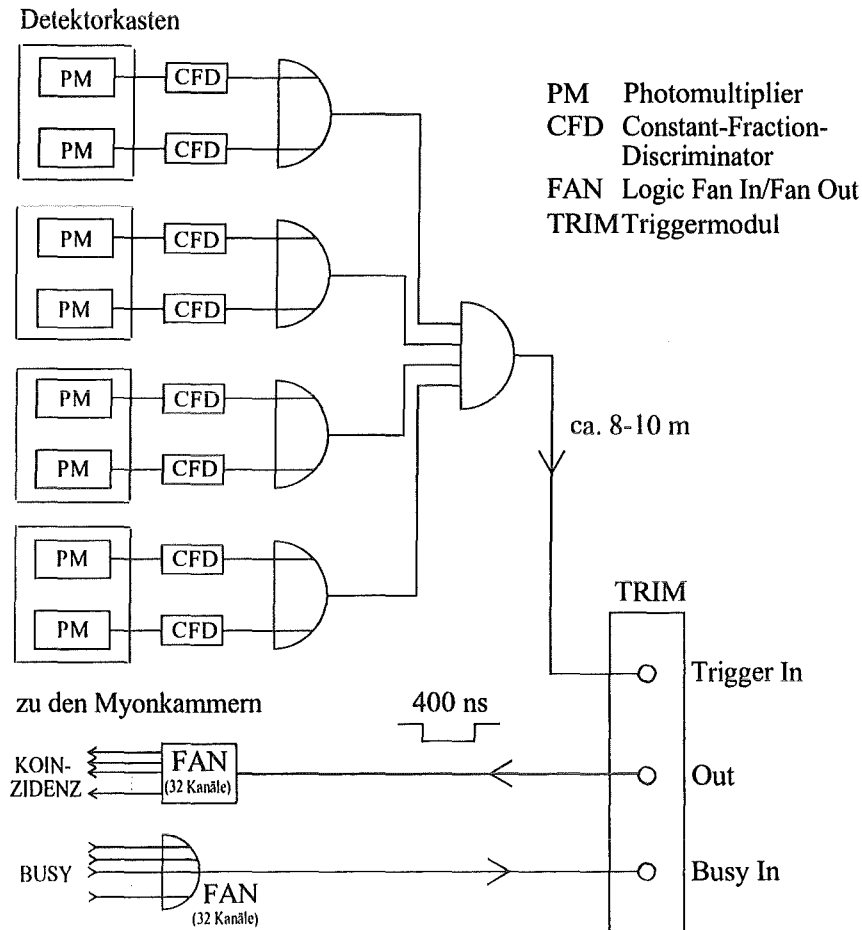 Detektorkasten
PM
CFD
PM
CFD
PM
CFD
PM
CFD
PM
CFD
PM
CFD
PM
CFD
PM
CFD
PM Photomultiplier
CFD Constant-Fraction-
Discriminator
FAN Logic Fan In/Fan Out
TRIM Triggermodul
ca. 8-10 m
TRIM
Trigger In
Out
Busy In
zu den Myonkammern
400 ns
KOIN-
ZIDENZ
FAN
(32 Kanäle)
BUSY
FAN
(32 Kanäle)